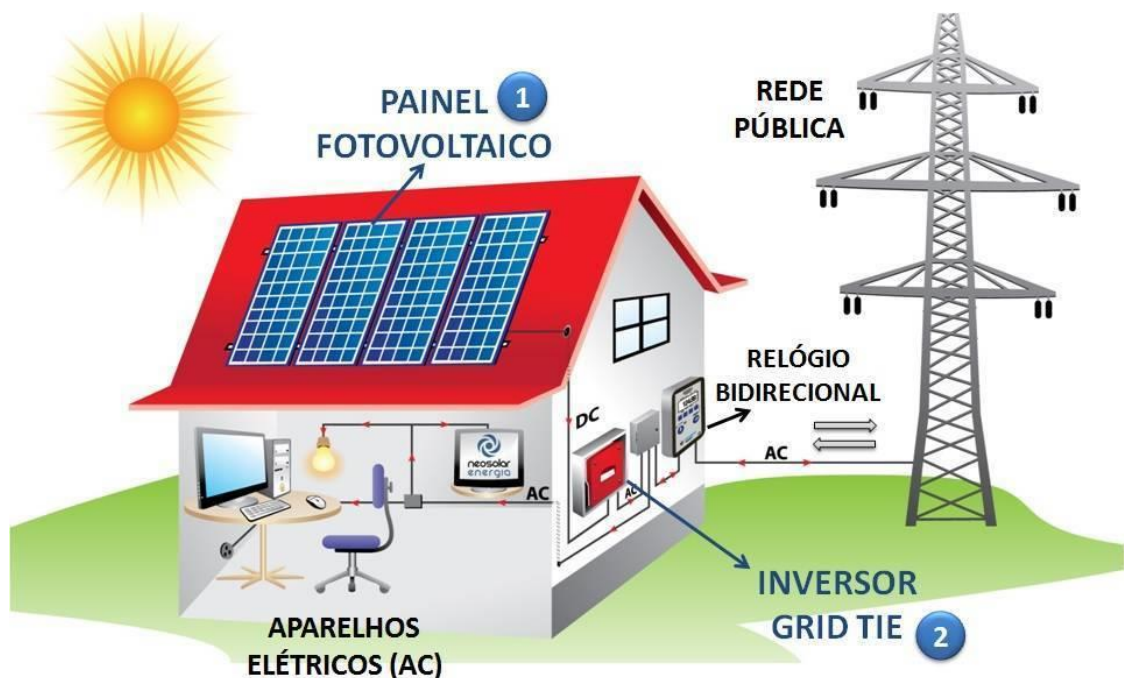 PAINEL 1
FOTOVOLTAICO
REDE
PÚBLICA
RELÓGIO
BIDIRECIONAL
DC
AC
neosolar
energia
AC
AC
INVERSOR
GRID TIE 2
APARELHOS
ELÉTRICOS (AC)